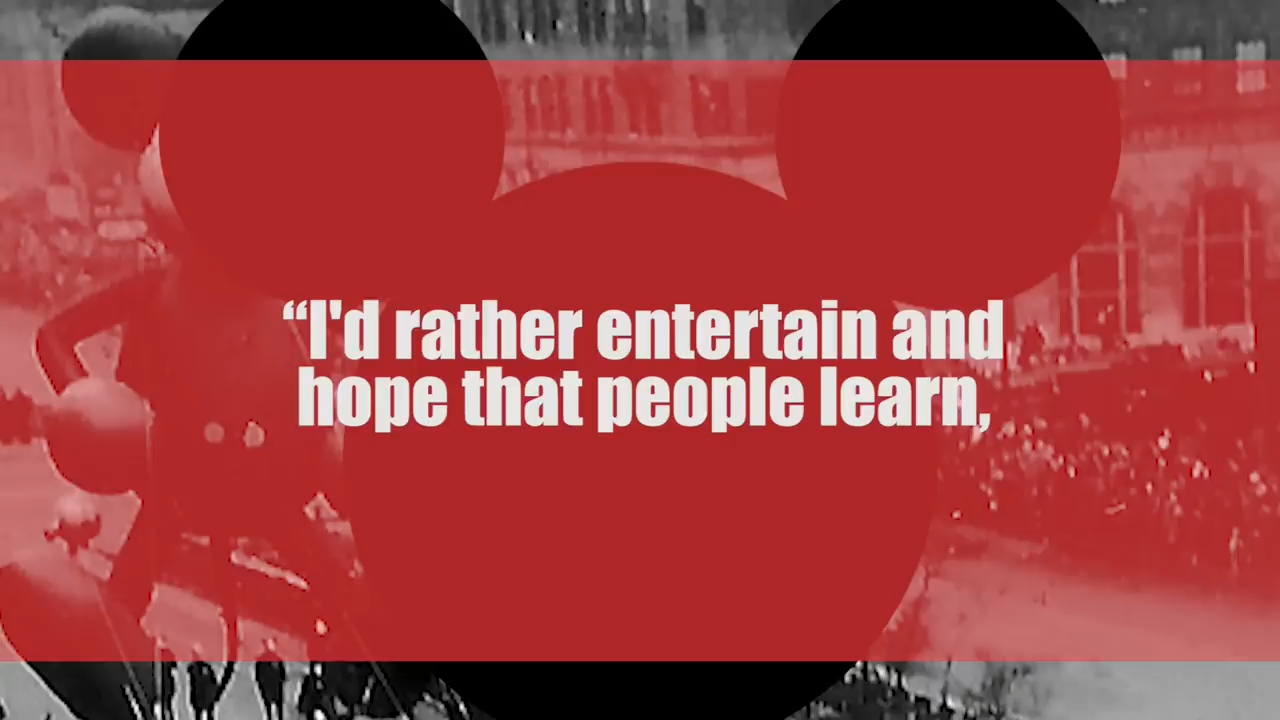 “I'd rather entertain and
hope that people learn,